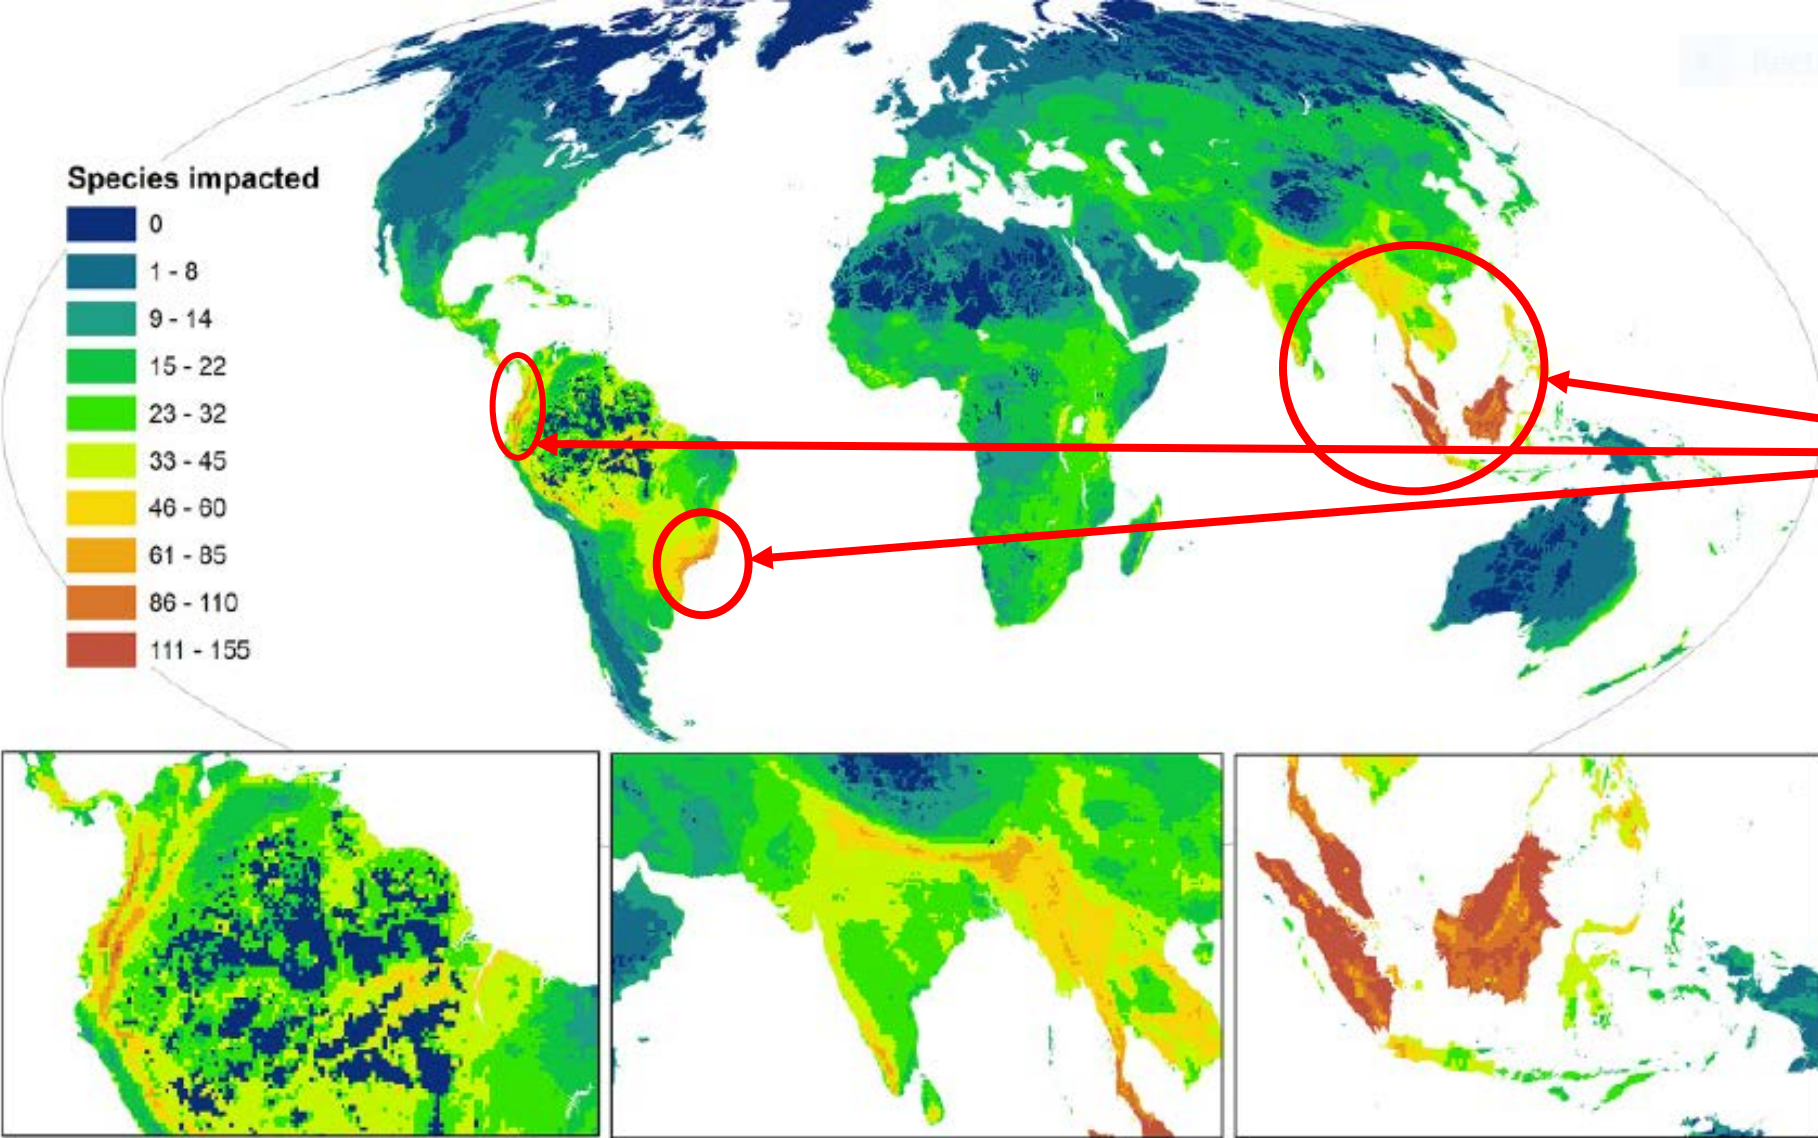 Species impacted
0
1 - 8
9 - 14
15 - 22
23 - 32
33 - 45
46 - 60
61 - 85
86 - 110
111 - 155